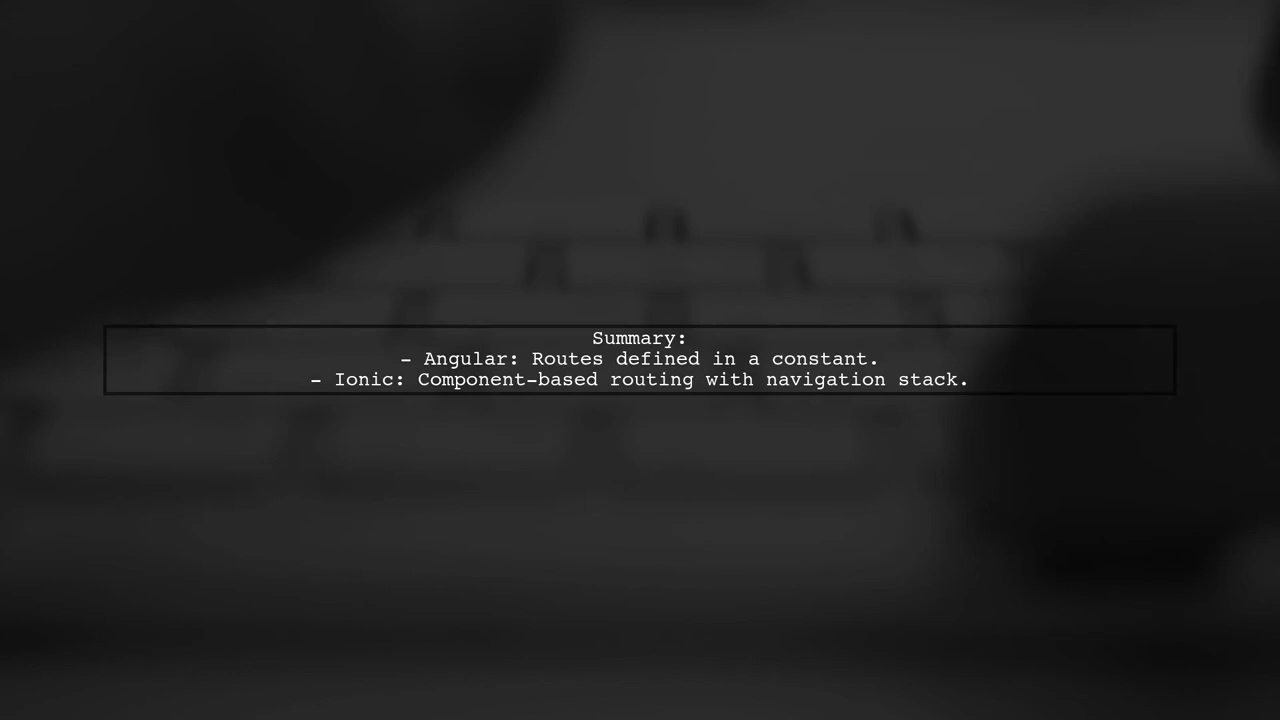 Summary:
- Angular: Routes defined in a constant.
- Ionic: Component-based routing with navigation stack.